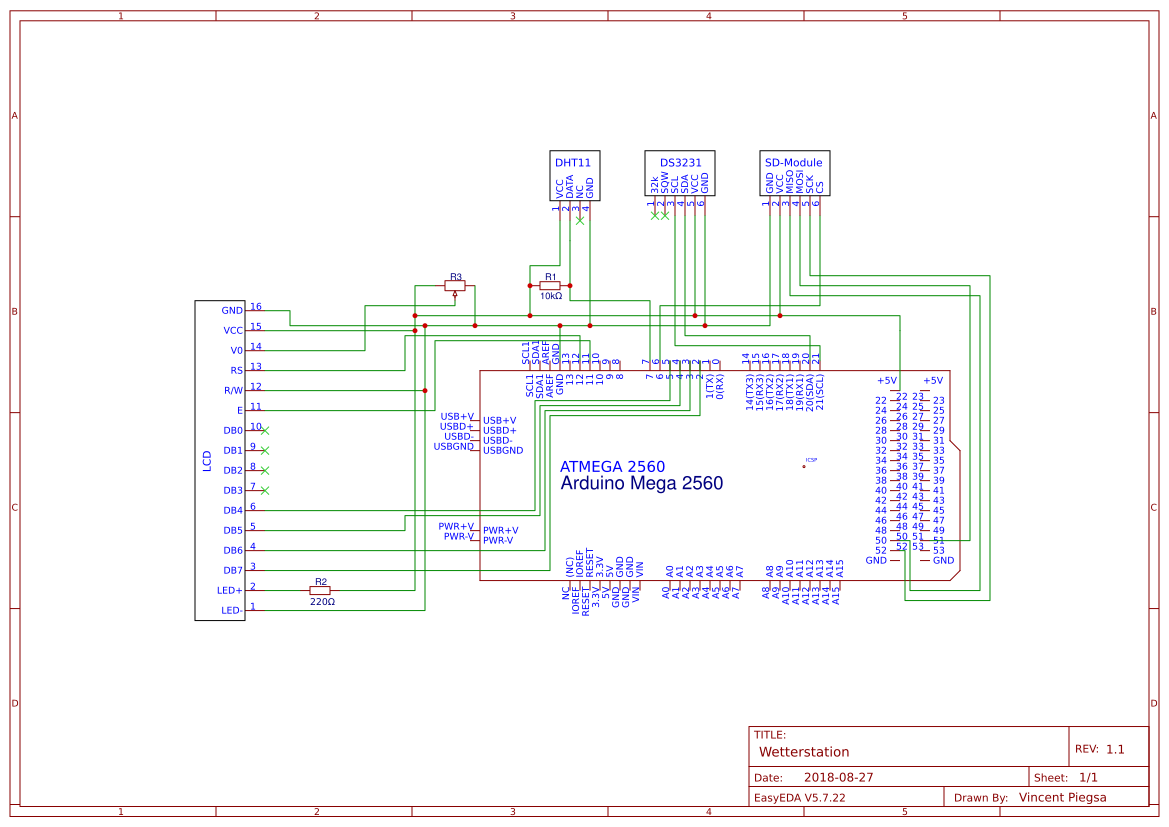 1 2 3 4 5
A A
B B
C C
D D
DHT11
VCC
DATA
NC
GND
1 2 3 4
DS3231
32k
SQW
SCL
SDA
VCC
GND
1 2 3 4 5 6
SD-Module
GND
VCC
MISO
MOSI
SCK
CS
1 2 3 4 5 6
R3
R1
10kΩ
LCD
GND 16
VCC 15
V0 14
RS 13
R/W 12
E 11
DB0 10
DB1 9
DB2 8
DB3 7
DB4 6
DB5 5
DB6 4
DB7 3
LED+ 2
LED- 1
R2
220Ω
SCL1 SDA1 AREF GND 13 12 11 10 9 8 7 6 5 4 3 2 1 0 14 15 16 17 18 19 20 21
SCL1 SDA1 AREF GND 13 12 11 10 9 8 7 6 5 4 3 2 1(TX) 0(RX) 14(TX3) 15(RX3) 16(TX2) 17(RX2) 18(TX1) 19(RX1) 20(SDA) 21(SCL)
USB+V USB+V
USBD+ USBD+
USBD- USBD-
USBGND USBGND
PWR+V PWR+V
PWR-V PWR-V
ATMEGA 2560
Arduino Mega 2560
ICSP
+5V +5V
22 22 23 23
24 24 25 25
26 26 27 27
28 28 29 29
30 30 31 31
32 32 33 33
34 34 35 35
36 36 37 37
38 38 39 39
40 40 41 41
42 42 43 43
44 44 45 45
46 46 47 47
48 48 49 49
50 50 51 51
52 52 53 53
GND GND
(NC) IOREF RESET 3.3V 5V GND GND VIN A0 A1 A2 A3 A4 A5 A6 A7 A8 A9 A10 A11 A12 A13 A14 A15
NC IOREF RESET 3.3V 5V GND GND VIN A0 A1 A2 A3 A4 A5 A6 A7 A8 A9 A10 A11 A12 A13 A14 A15
TITLE:
Wetterstation
REV: 1.1
Date: 2018-08-27
Sheet: 1/1
EasyEDA V5.7.22
Drawn By: Vincent Piegsa
1 2 3 4 5